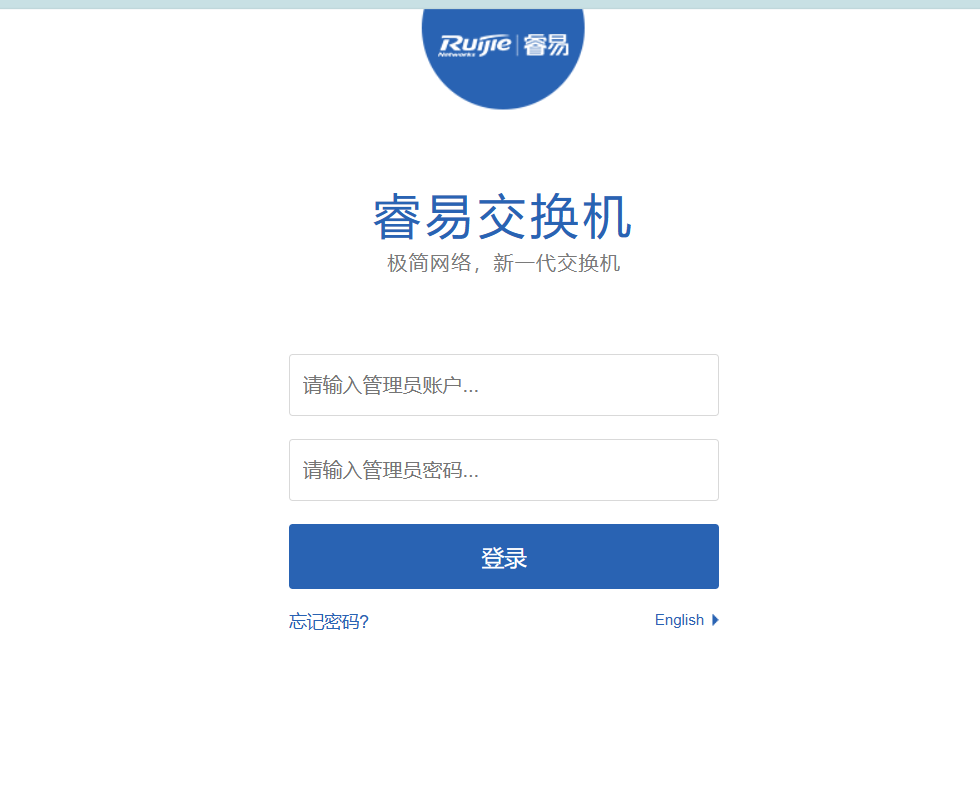 Ruijie Networks | 睿易
睿易交换机
极简网络，新一代交换机
请输入管理员账户...
请输入管理员密码...
登录
忘记密码?
English